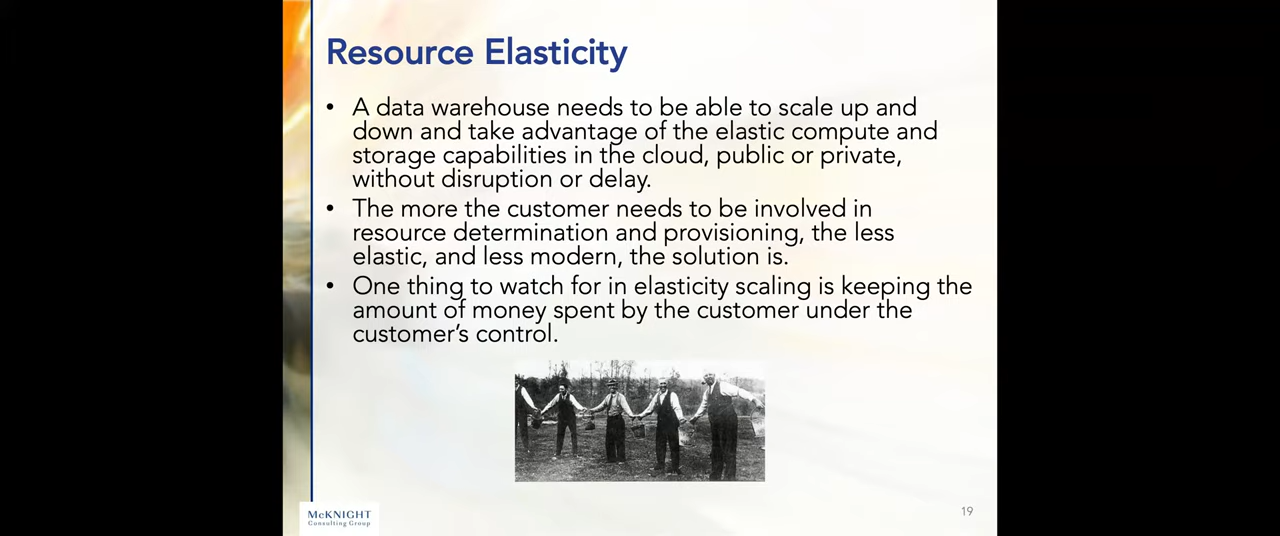 Resource Elasticity
• A data warehouse needs to be able to scale up and
down and take advantage of the elastic compute and
storage capabilities in the cloud, public or private,
without disruption or delay.
• The more the customer needs to be involved in
resource determination and provisioning, the less
elastic, and less modern, the solution is.
• One thing to watch for in elasticity scaling is keeping the
amount of money spent by the customer under the
customer’s control.
McKNIGHT
Consulting Group
19